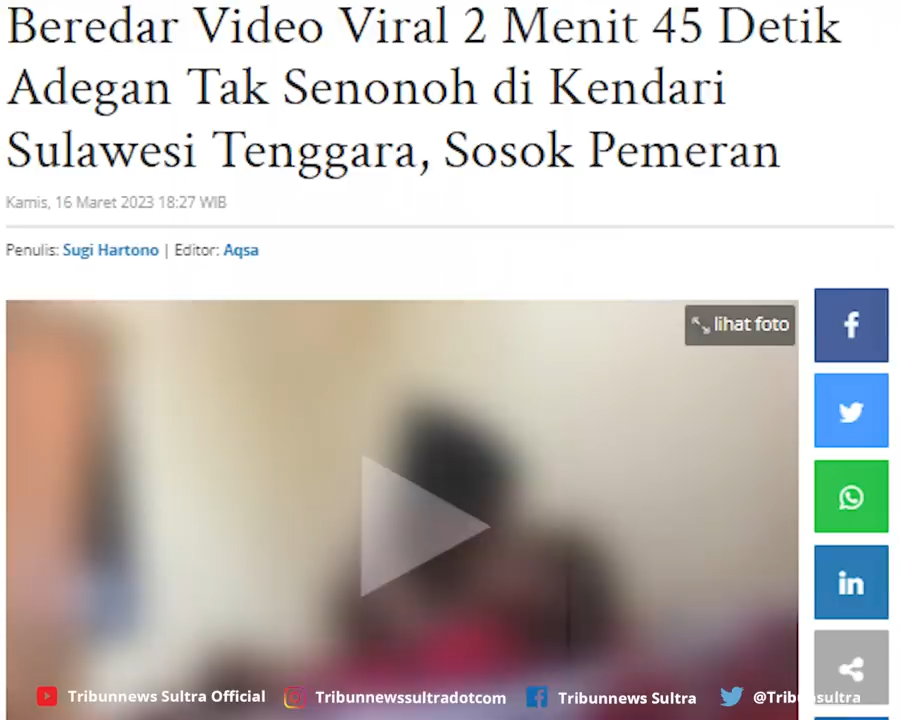 Beredar Video Viral 2 Menit 45 Detik
Adegan Tak Senonoh di Kendari
Sulawesi Tenggara, Sosok Pemeran
Kamis, 16 Maret 2023 18:27 WIB
Penulis: Sugi Hartono | Editor: Aqsa
lihat foto
Tribunnews Sultra Official Tribunnewssultradotcom Tribunnews Sultra